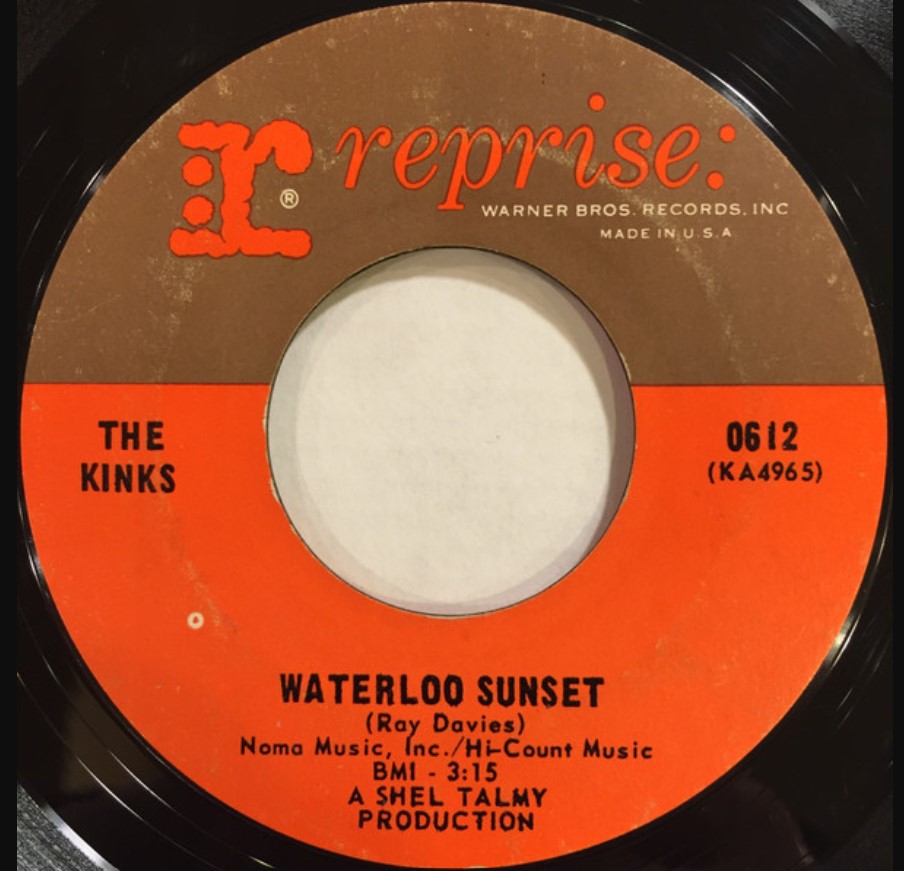 r reprise:
®
WARNER BROS. RECORDS, INC
MADE IN U.S.A
THE
KINKS
0612
(KA4965)
WATERLOO SUNSET
(Ray Davies)
Noma Music, Inc./Hi-Count Music
BMI - 3:15
A SHEL TALMY
PRODUCTION